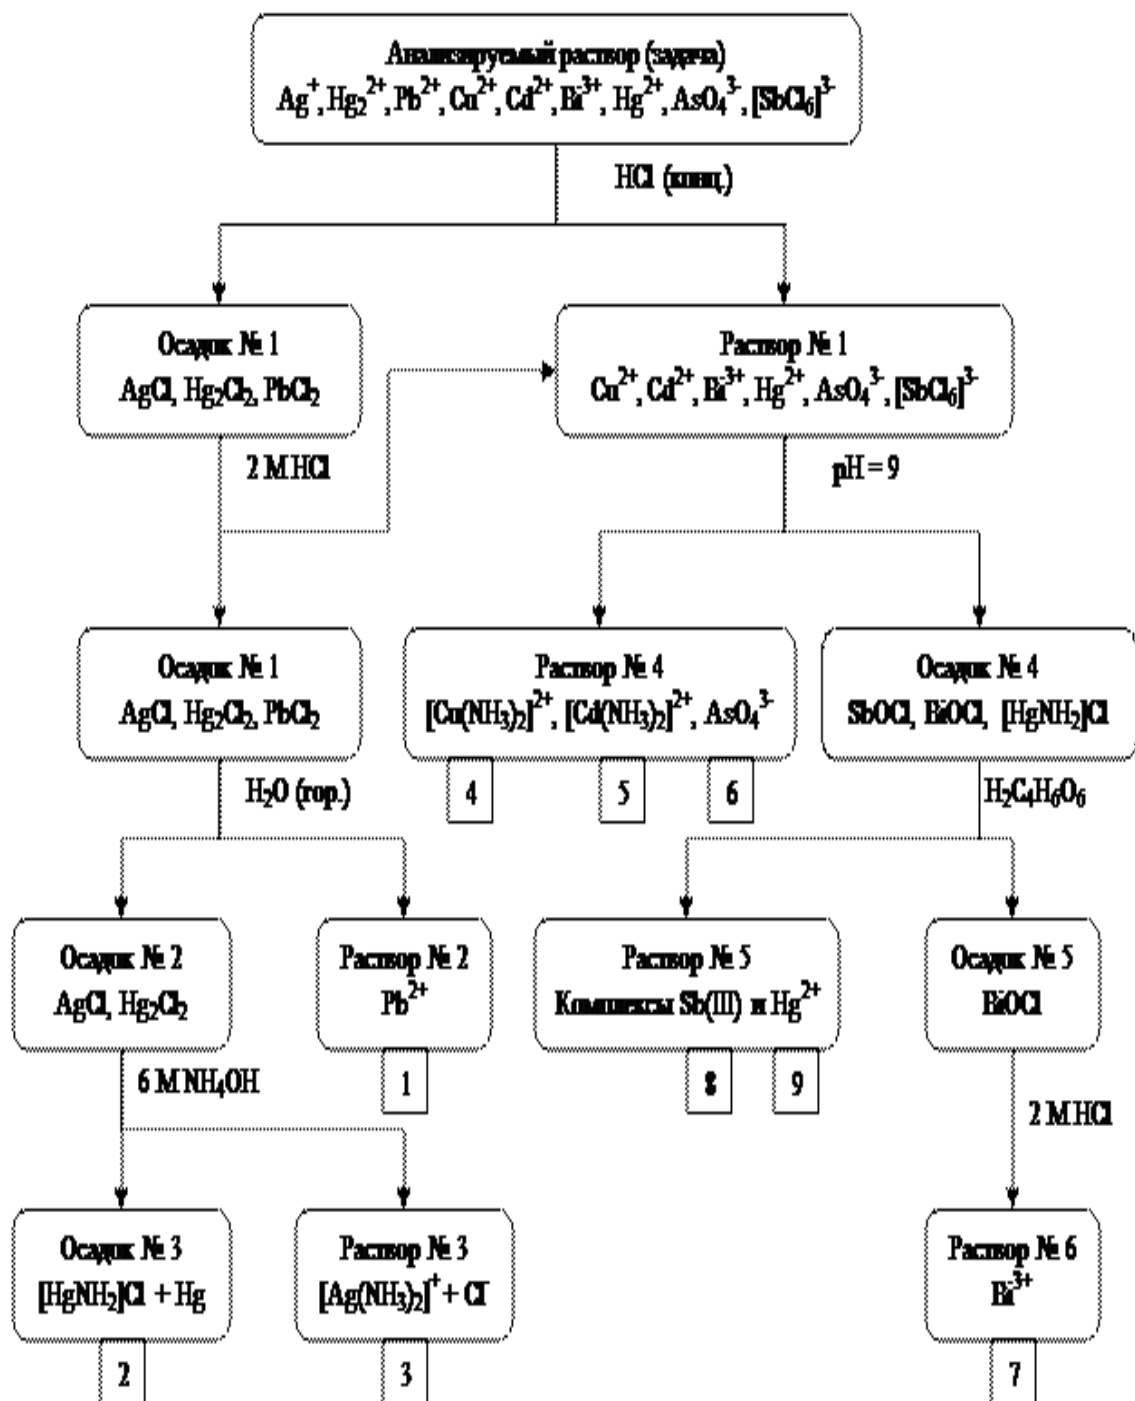 Анализируемый раствор (задача)
Ag⁺, Hg₂²⁺, Pb²⁺, Cu²⁺, Cd²⁺, Bi³⁺, Hg²⁺, AsO₄³⁻, [SbCl₆]³⁻
HCl (конц.)
Осадок № 1
AgCl, Hg₂Cl₂, PbCl₂
Раствор № 1
Cu²⁺, Cd²⁺, Bi³⁺, Hg²⁺, AsO₄³⁻, [SbCl₆]³⁻
2 M HCl
pH = 9
Осадок № 1
AgCl, Hg₂Cl₂, PbCl₂
Раствор № 4
[Cu(NH₃)₂]²⁺, [Cd(NH₃)₂]²⁺, AsO₄³⁻
4
5
6
Осадок № 4
SbOCl, BiOCl, [HgNH₂]Cl
H₂O (гор.)
H₂C₄H₆O₆
Осадок № 2
AgCl, Hg₂Cl₂
Раствор № 2
Pb²⁺
1
Раствор № 5
Комплексы Sb(III) и Hg²⁺
8
9
Осадок № 5
BiOCl
6 M NH₄OH
2 M HCl
Осадок № 3
[HgNH₂]Cl + Hg
2
Раствор № 3
[Ag(NH₃)₂]⁺ + Cl⁻
3
Раствор № 6
Bi³⁺
7